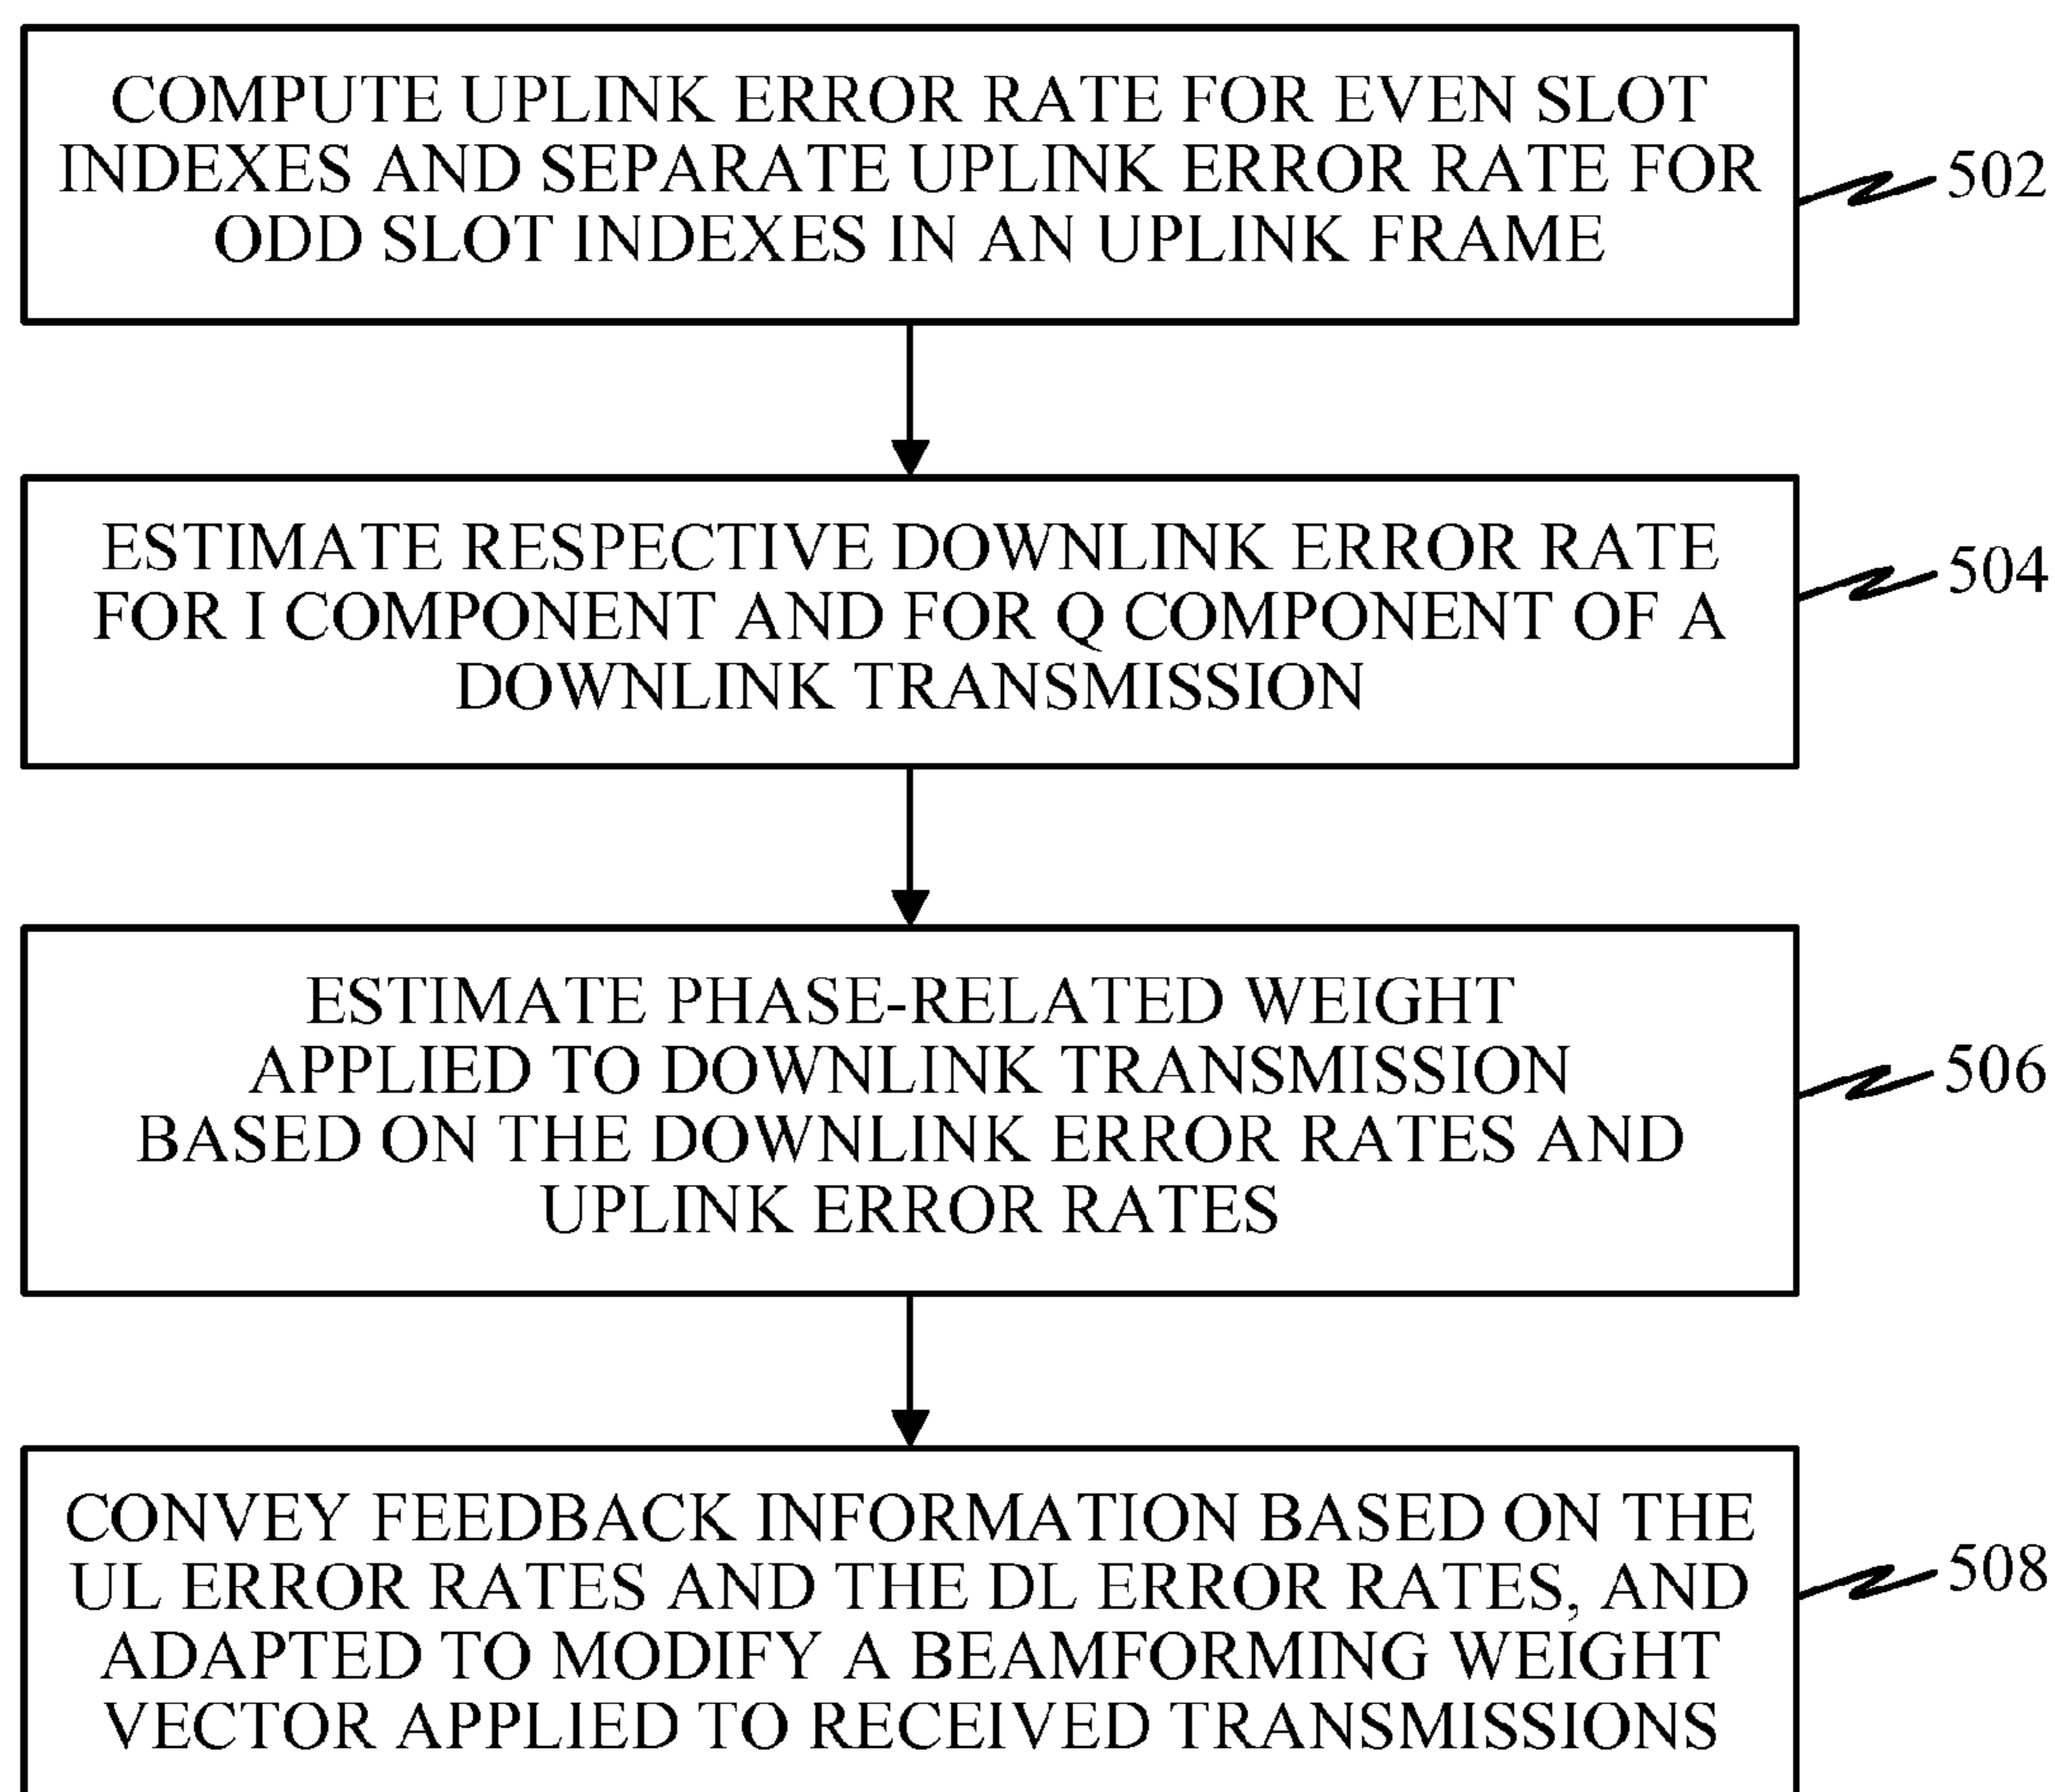 COMPUTE UPLINK ERROR RATE FOR EVEN SLOT
INDEXES AND SEPARATE UPLINK ERROR RATE FOR
ODD SLOT INDEXES IN AN UPLINK FRAME
502
ESTIMATE RESPECTIVE DOWNLINK ERROR RATE
FOR I COMPONENT AND FOR Q COMPONENT OF A
DOWNLINK TRANSMISSION
504
ESTIMATE PHASE-RELATED WEIGHT
APPLIED TO DOWNLINK TRANSMISSION
BASED ON THE DOWNLINK ERROR RATES AND
UPLINK ERROR RATES
506
CONVEY FEEDBACK INFORMATION BASED ON THE
UL ERROR RATES AND THE DL ERROR RATES, AND
ADAPTED TO MODIFY A BEAMFORMING WEIGHT
VECTOR APPLIED TO RECEIVED TRANSMISSIONS
508